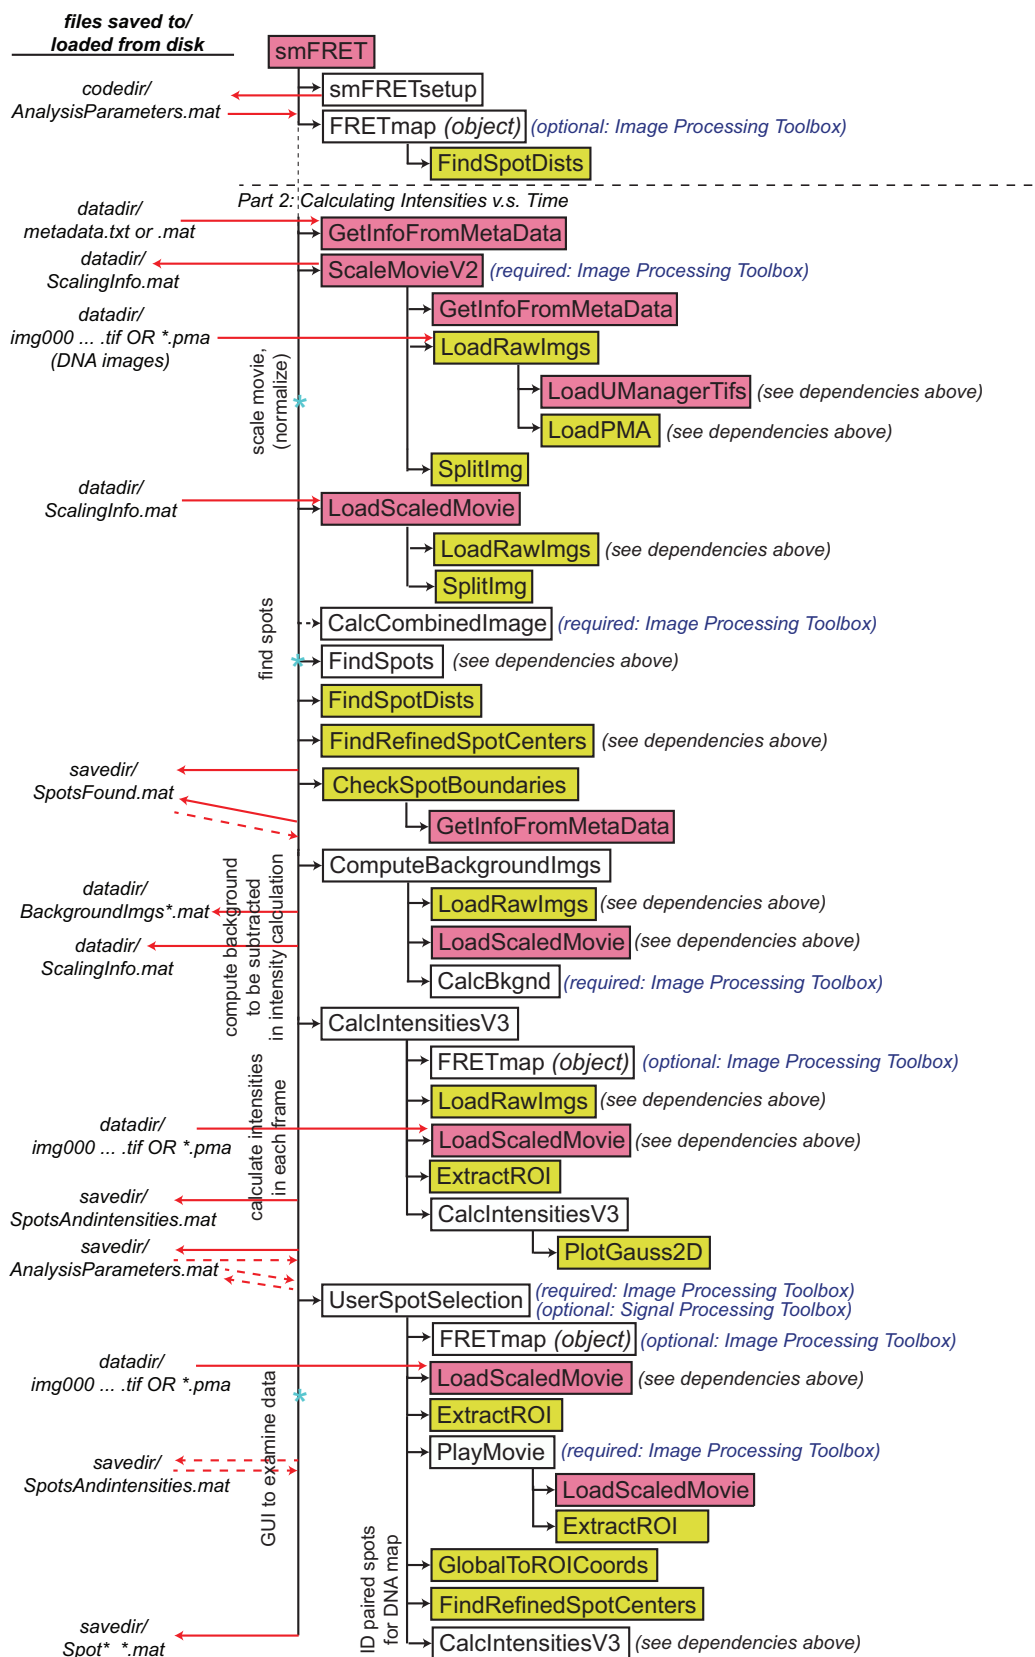 files saved to/
loaded from disk
smFRET
smFRETsetup
codedir/
AnalysisParameters.mat
FRETmap (object) (optional: Image Processing Toolbox)
FindSpotDists
Part 2: Calculating Intensities v.s. Time
datadir/
metadata.txt or .mat
GetInfoFromMetaData
datadir/
ScalingInfo.mat
ScaleMovieV2 (required: Image Processing Toolbox)
GetInfoFromMetaData
datadir/
img000 ... .tif OR *.pma
(DNA images)
LoadRawImgs
scale movie,
(normalize)
*
LoadUManagerTifs (see dependencies above)
LoadPMA (see dependencies above)
SplitImg
datadir/
ScalingInfo.mat
LoadScaledMovie
LoadRawImgs (see dependencies above)
SplitImg
find spots
CalcCombinedImage (required: Image Processing Toolbox)
*
FindSpots (see dependencies above)
FindSpotDists
FindRefinedSpotCenters (see dependencies above)
savedir/
SpotsFound.mat
CheckSpotBoundaries
GetInfoFromMetaData
compute background
to be subtracted
in intensity calculation
ComputeBackgroundImgs
datadir/
BackgroundImgs*.mat
LoadRawImgs (see dependencies above)
datadir/
ScalingInfo.mat
LoadScaledMovie (see dependencies above)
CalcBkgnd (required: Image Processing Toolbox)
CalcIntensitiesV3
calculate intensities
in each frame
FRETmap (object) (optional: Image Processing Toolbox)
LoadRawImgs (see dependencies above)
datadir/
img000 ... .tif OR *.pma
LoadScaledMovie (see dependencies above)
ExtractROI
savedir/
SpotsAndintensities.mat
CalcIntensitiesV3
PlotGauss2D
savedir/
AnalysisParameters.mat
UserSpotSelection (required: Image Processing Toolbox)
(optional: Signal Processing Toolbox)
FRETmap (object) (optional: Image Processing Toolbox)
datadir/
img000 ... .tif OR *.pma
LoadScaledMovie (see dependencies above)
*
GUI to examine data
ExtractROI
PlayMovie (required: Image Processing Toolbox)
savedir/
SpotsAndintensities.mat
LoadScaledMovie
ExtractROI
ID paired spots
for DNA map
GlobalToROICoords
FindRefinedSpotCenters
savedir/
Spot*_*.mat
CalcIntensitiesV3 (see dependencies above)